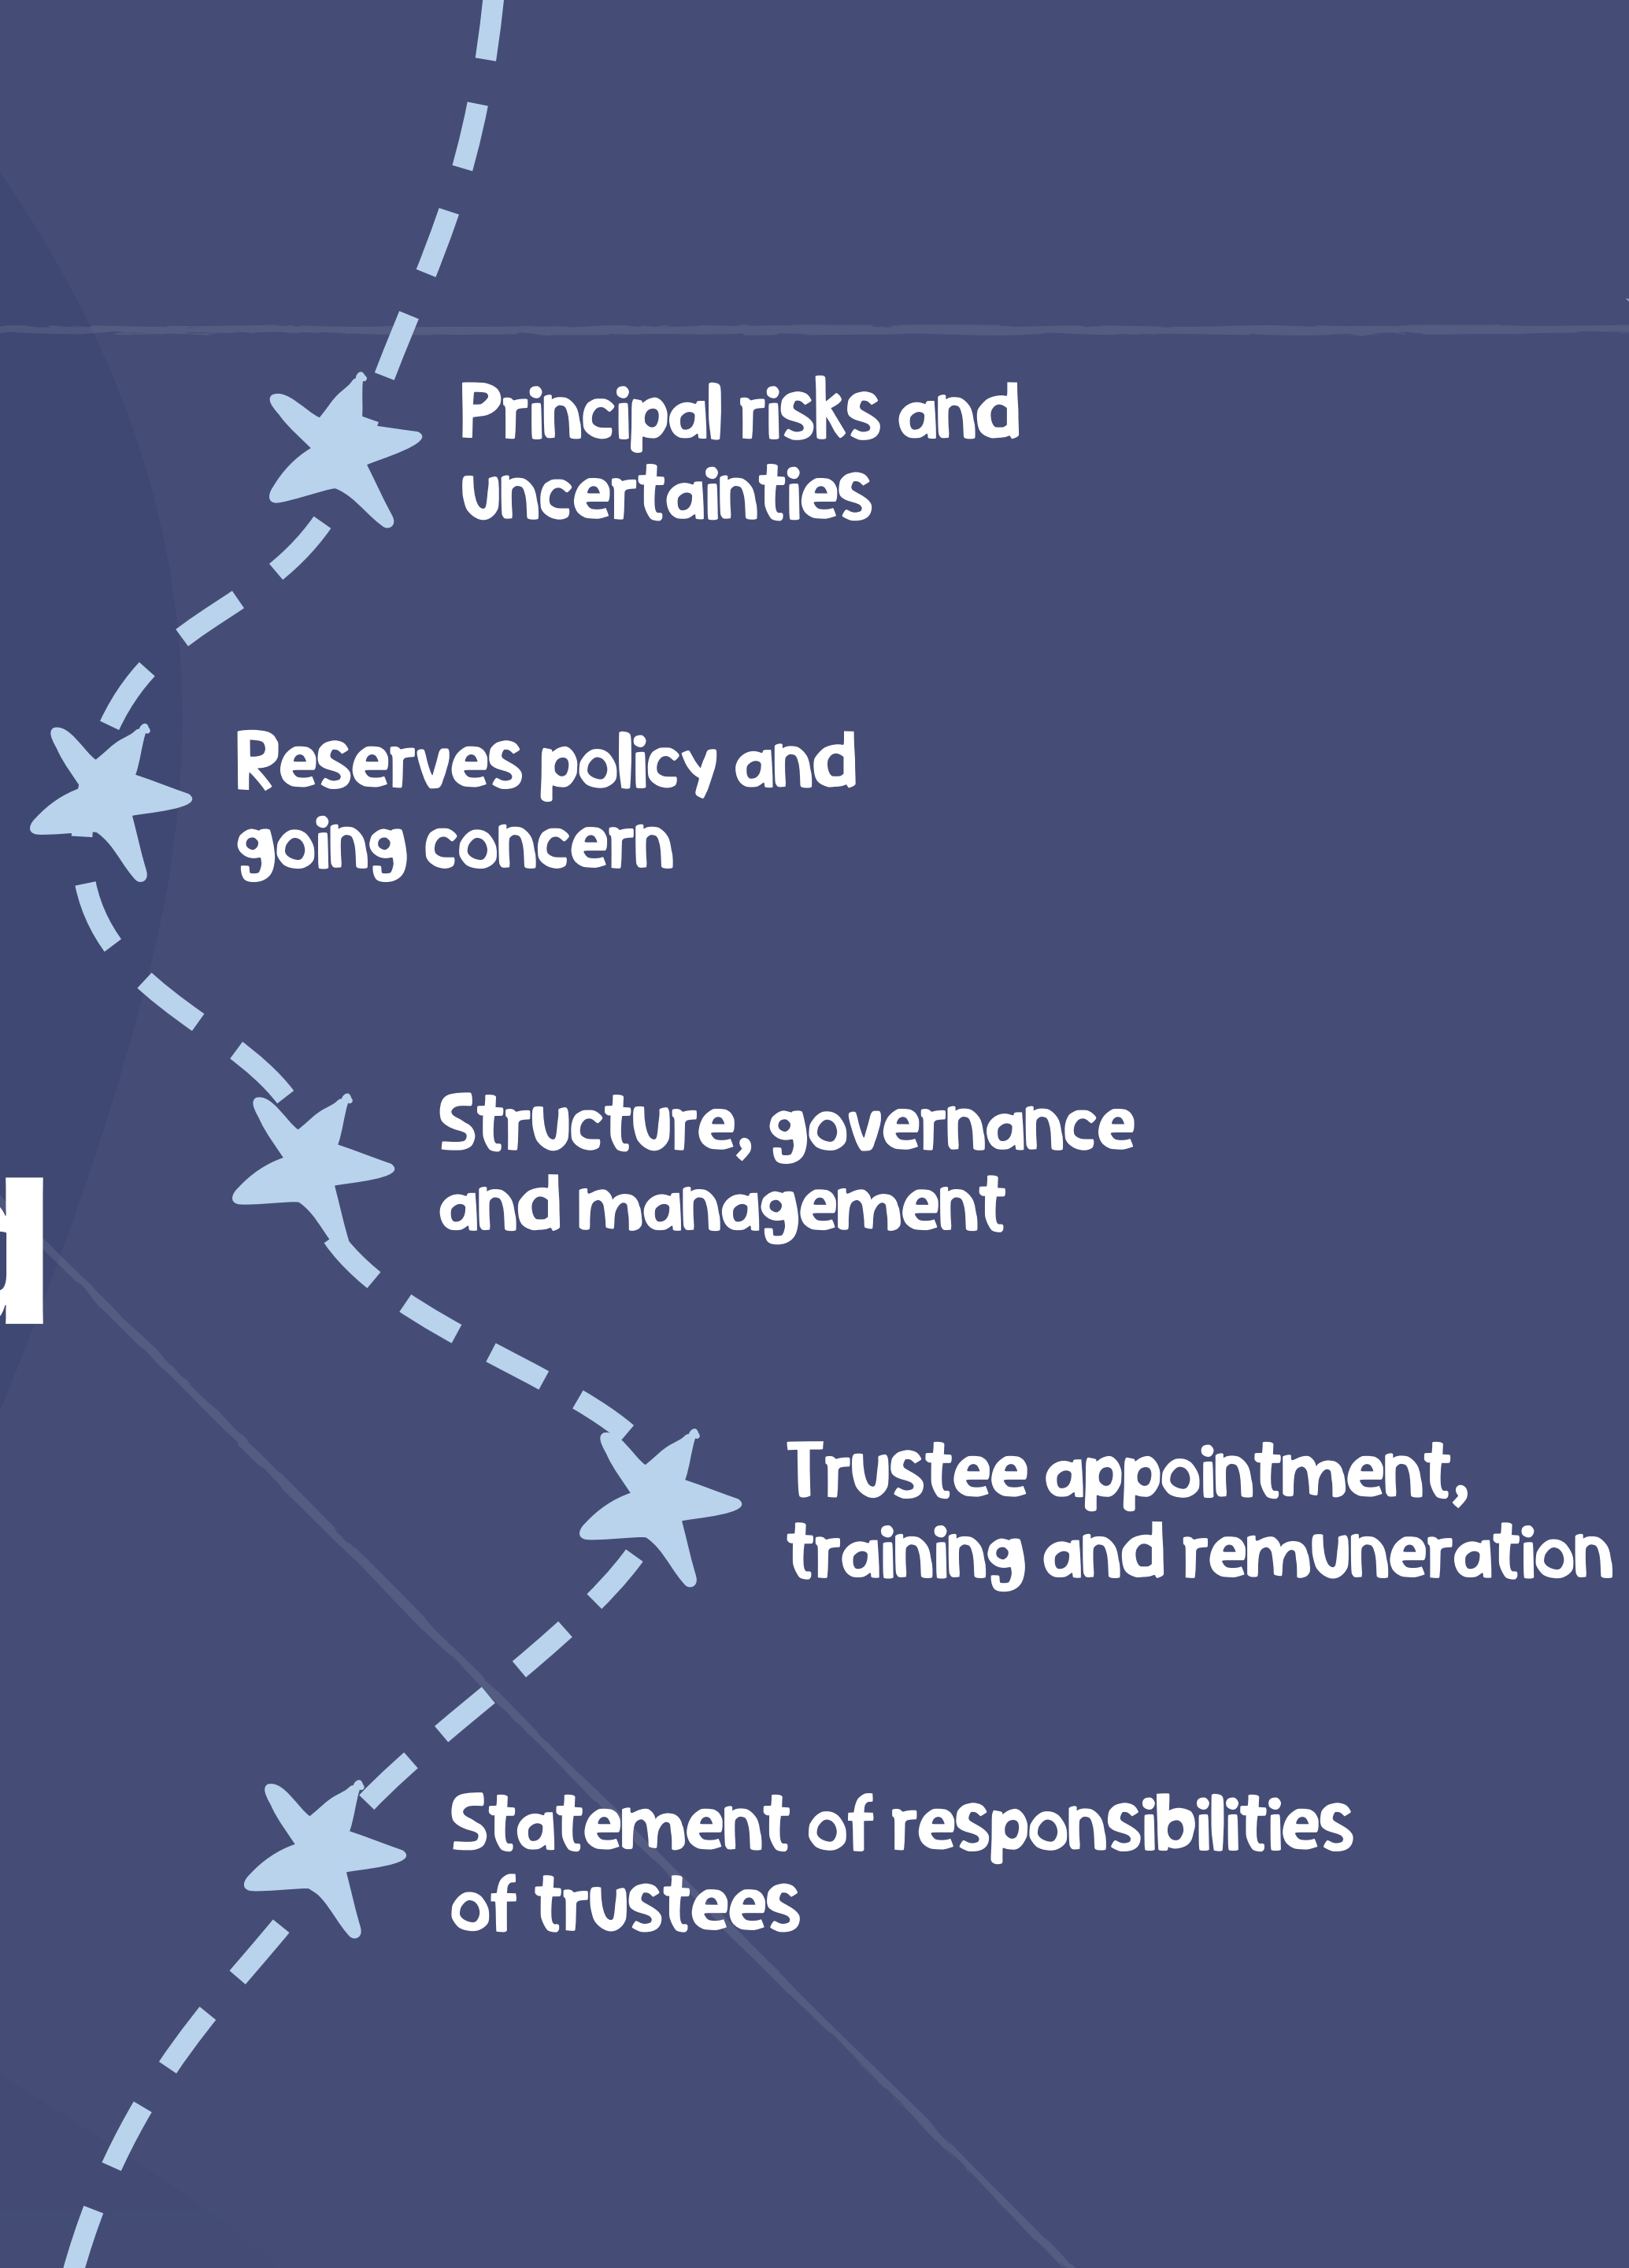 Principal risks and
uncertainties
Reserves policy and
going concern
Structure, governance
and management
Trustee appointment,
training and remuneration
Statement of responsibilities
of trustees